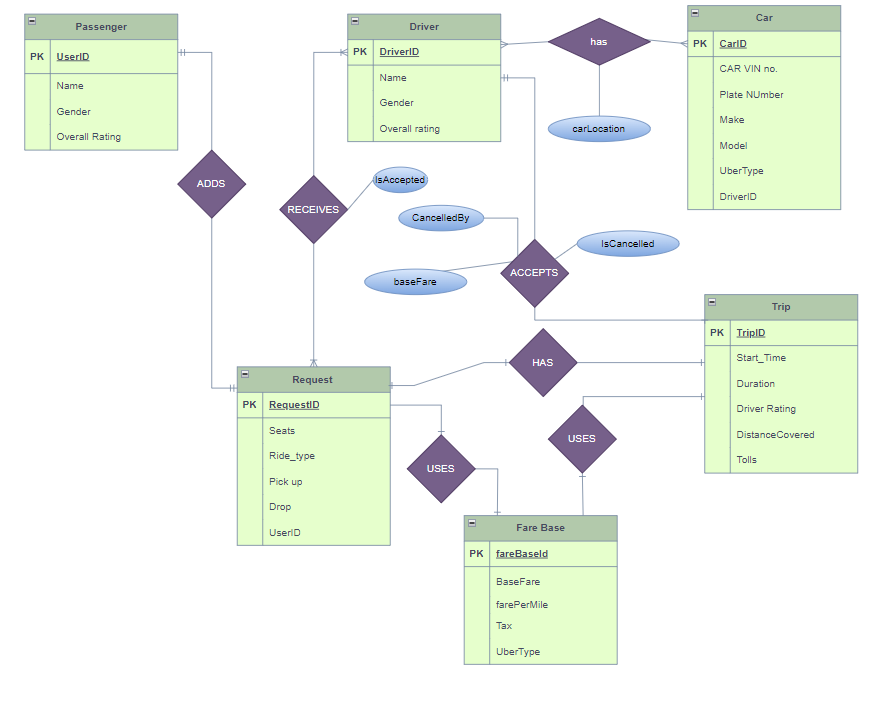 Passenger
PK UserID
Name
Gender
Overall Rating
Driver
PK DriverID
Name
Gender
Overall rating
has
carLocation
Car
PK CarID
CAR VIN no.
Plate NUmber
Make
Model
UberType
DriverID
ADDS
RECEIVES
IsAccepted
CancelledBy
baseFare
ACCEPTS
IsCancelled
Trip
PK TripID
Start_Time
Duration
Driver Rating
DistanceCovered
Tolls
HAS
Request
PK RequestID
Seats
Ride_type
Pick up
Drop
UserID
USES
USES
Fare Base
PK fareBaseId
BaseFare
farePerMile
Tax
UberType